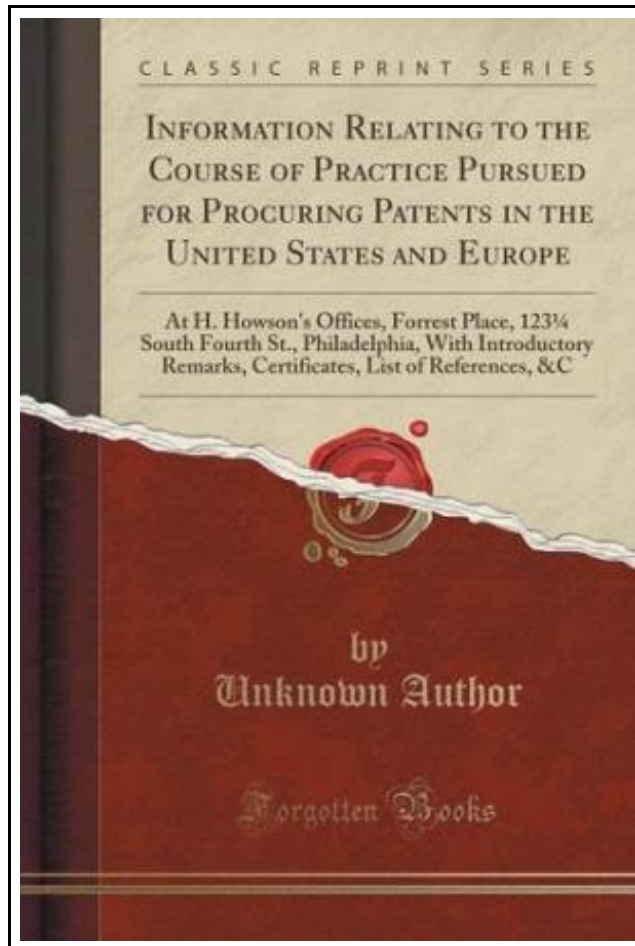 CLASSIC REPRINT SERIES
INFORMATION RELATING TO THE
COURSE OF PRACTICE PURSUED
FOR PROCURING PATENTS IN THE
UNITED STATES AND EUROPE
At H. Howson's Offices, Forrest Place, 123¼
South Fourth St., Philadelphia, With Introductory
Remarks, Certificates, List of References, &C
F
by
Unknown Author
Forgotten Books